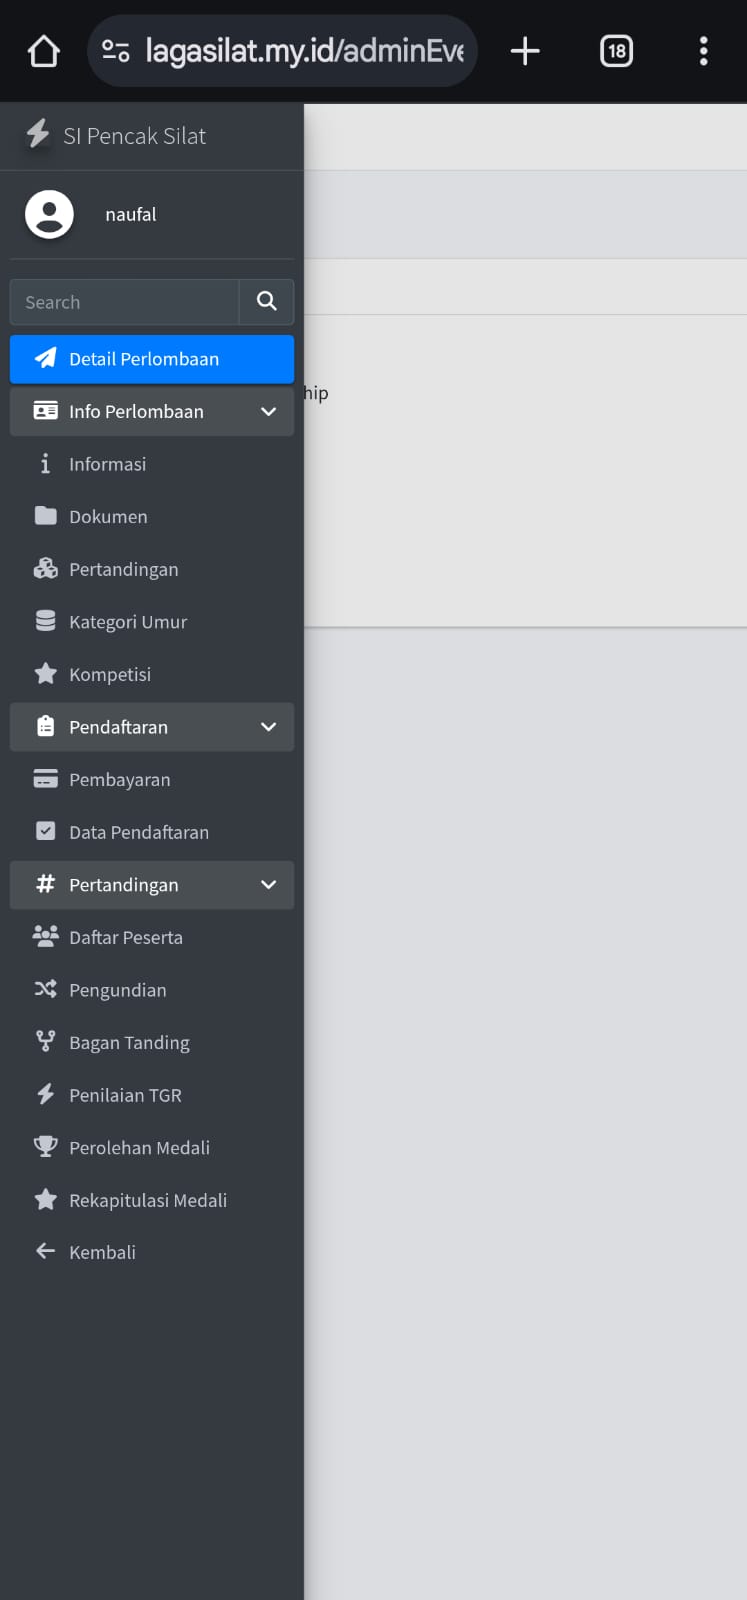 lagasilat.my.id/adminEve
18
SI Pencak Silat
naufal
Search
Detail Perlombaan
hip
Info Perlombaan
Informasi
Dokumen
Pertandingan
Kategori Umur
Kompetisi
Pendaftaran
Pembayaran
Data Pendaftaran
Pertandingan
Daftar Peserta
Pengundian
Bagan Tanding
Penilaian TGR
Perolehan Medali
Rekapitulasi Medali
Kembali